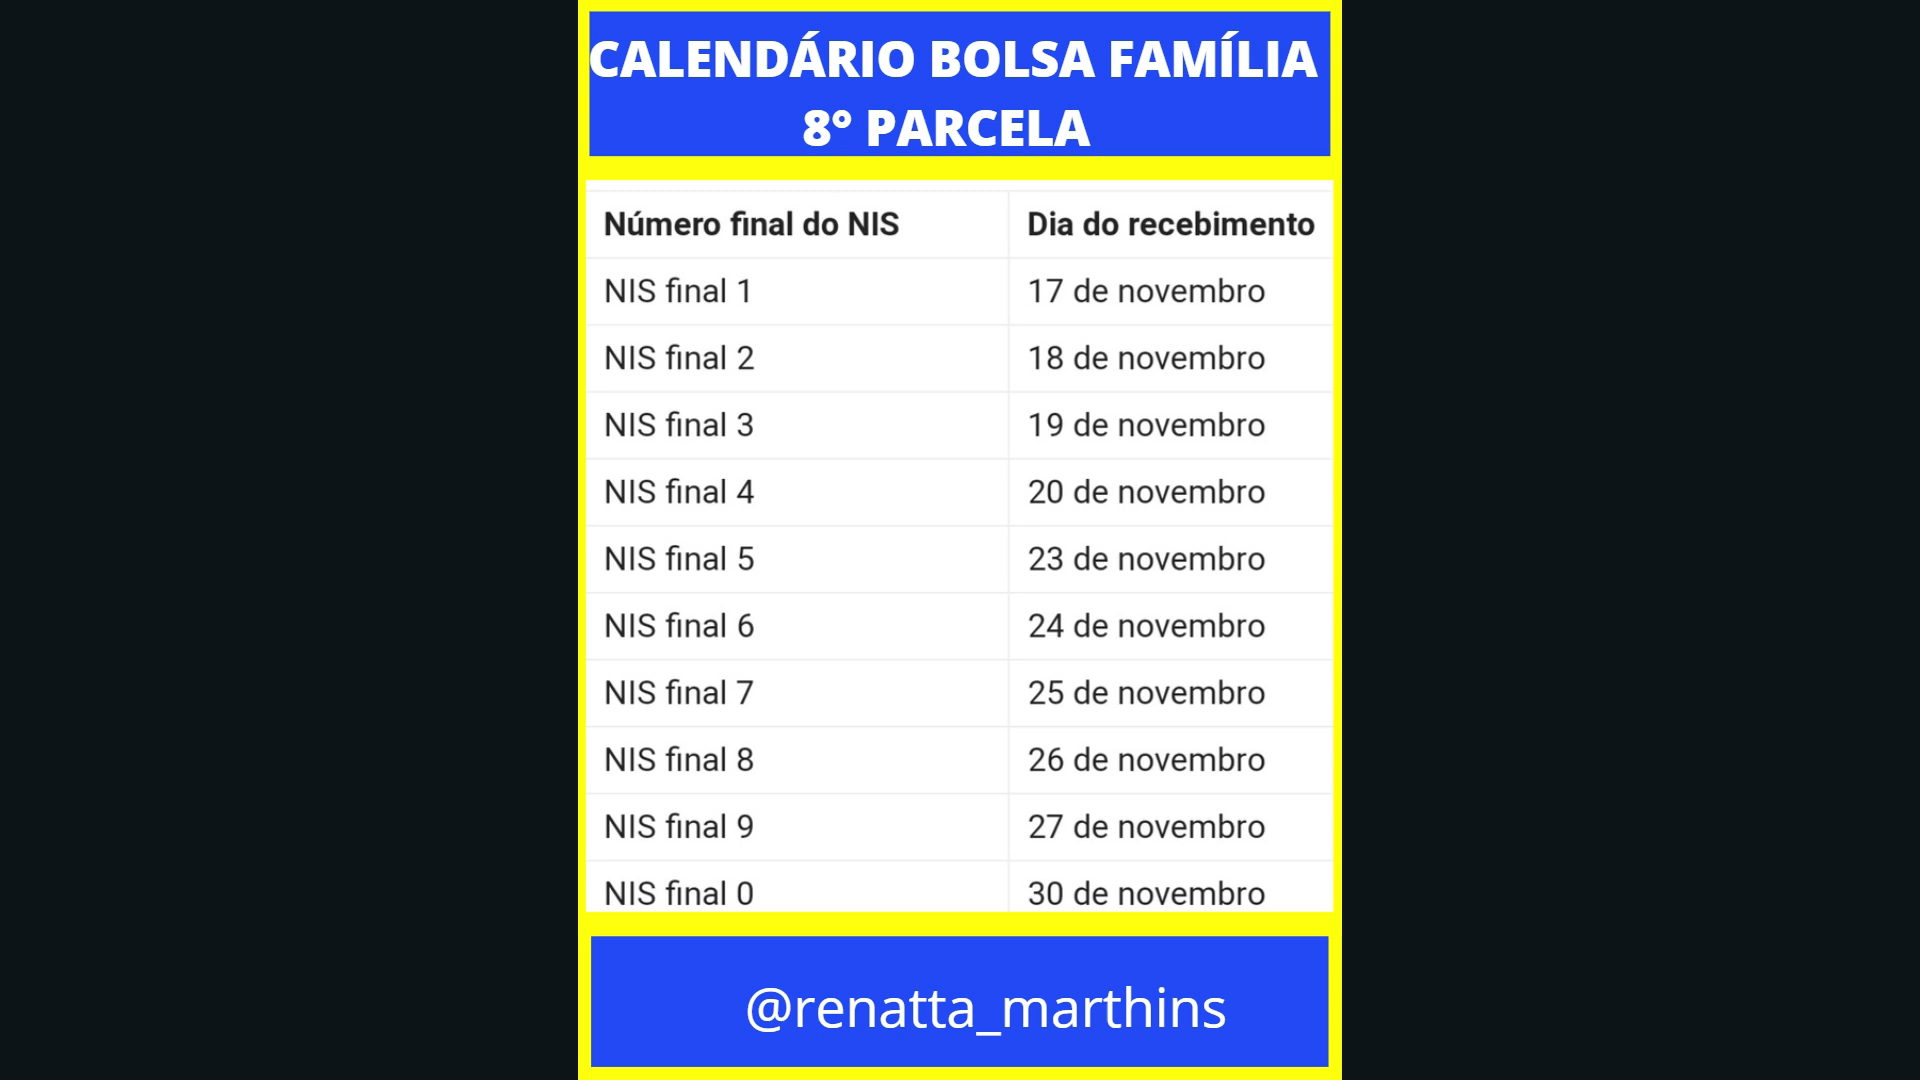 CALENDÁRIO BOLSA FAMÍLIA
8° PARCELA
Número final do NIS Dia do recebimento
NIS final 1 17 de novembro
NIS final 2 18 de novembro
NIS final 3 19 de novembro
NIS final 4 20 de novembro
NIS final 5 23 de novembro
NIS final 6 24 de novembro
NIS final 7 25 de novembro
NIS final 8 26 de novembro
NIS final 9 27 de novembro
NIS final 0 30 de novembro
@renatta_marthins